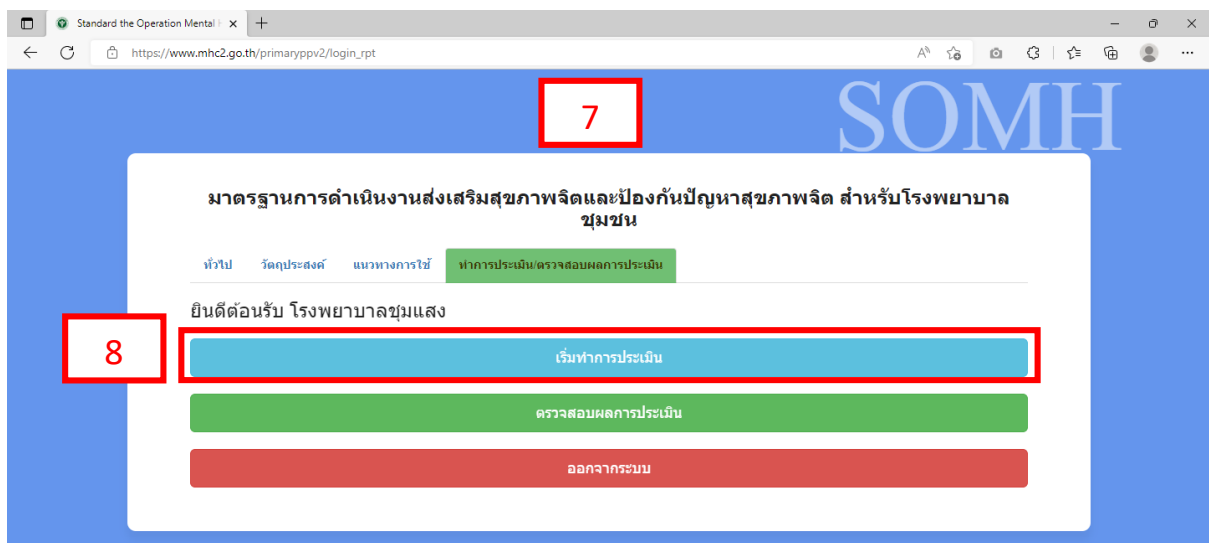 Standard the Operation Mental H
https://www.mhc2.go.th/primaryppv2/login_rpt
7
SOMH
มาตรฐานการดำเนินงานส่งเสริมสุขภาพจิตและป้องกันปัญหาสุขภาพจิต สำหรับโรงพยาบาล
ชุมชน
ทั่วไป วัตถุประสงค์ แนวทางการใช้ ทำการประเมิน/ตรวจสอบผลการประเมิน
ยินดีต้อนรับ โรงพยาบาลชุมแสง
8
เริ่มทำการประเมิน
ตรวจสอบผลการประเมิน
ออกจากระบบ